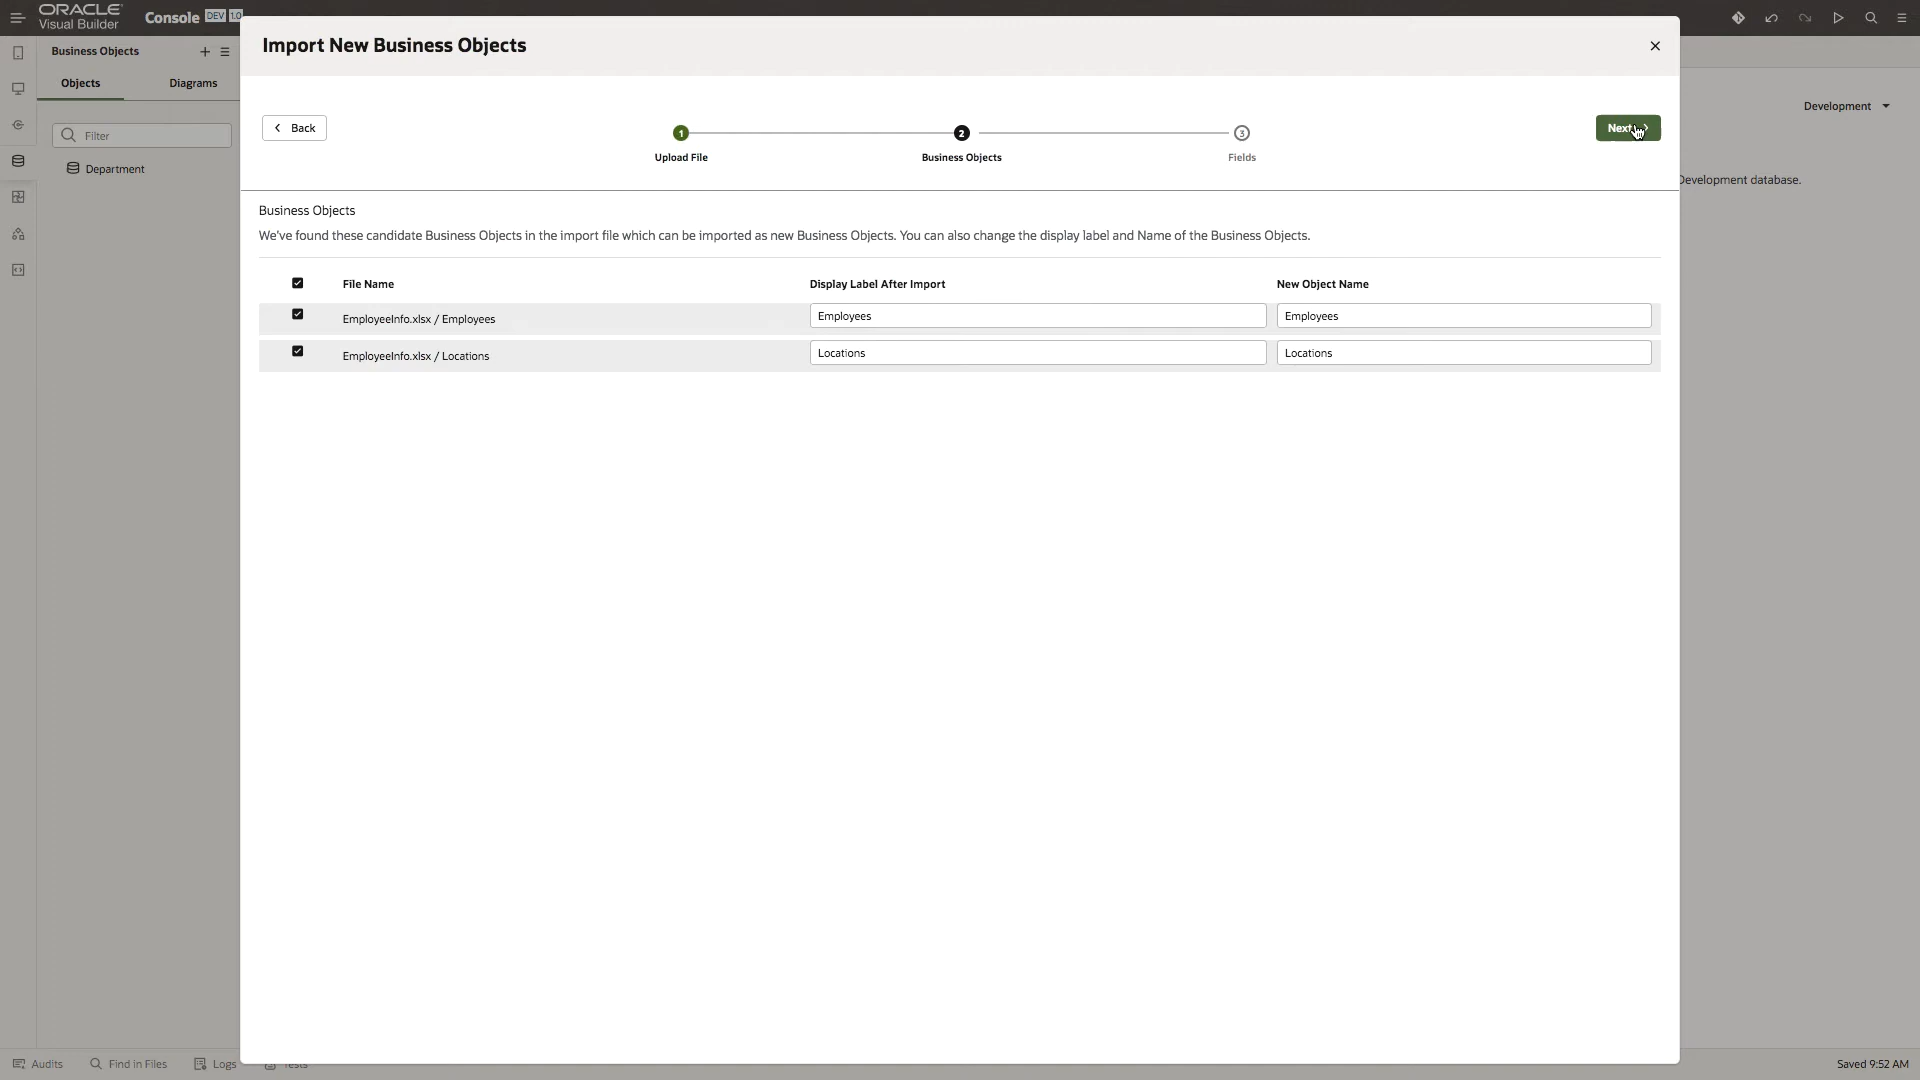 ORACLE
Visual Builder
Console DEV 1.0
Import New Business Objects
Business Objects
Objects
Diagrams
Filter
Department
Development
Development database.
Back
Next
1
2
3
Upload File
Business Objects
Fields
Business Objects
We've found these candidate Business Objects in the import file which can be imported as new Business Objects. You can also change the display label and Name of the Business Objects.
File Name
Display Label After Import
New Object Name
EmployeeInfo.xlsx / Employees
Employees
Employees
EmployeeInfo.xlsx / Locations
Locations
Locations
Audits
Find in Files
Logs
Tests
Saved 9:52 AM